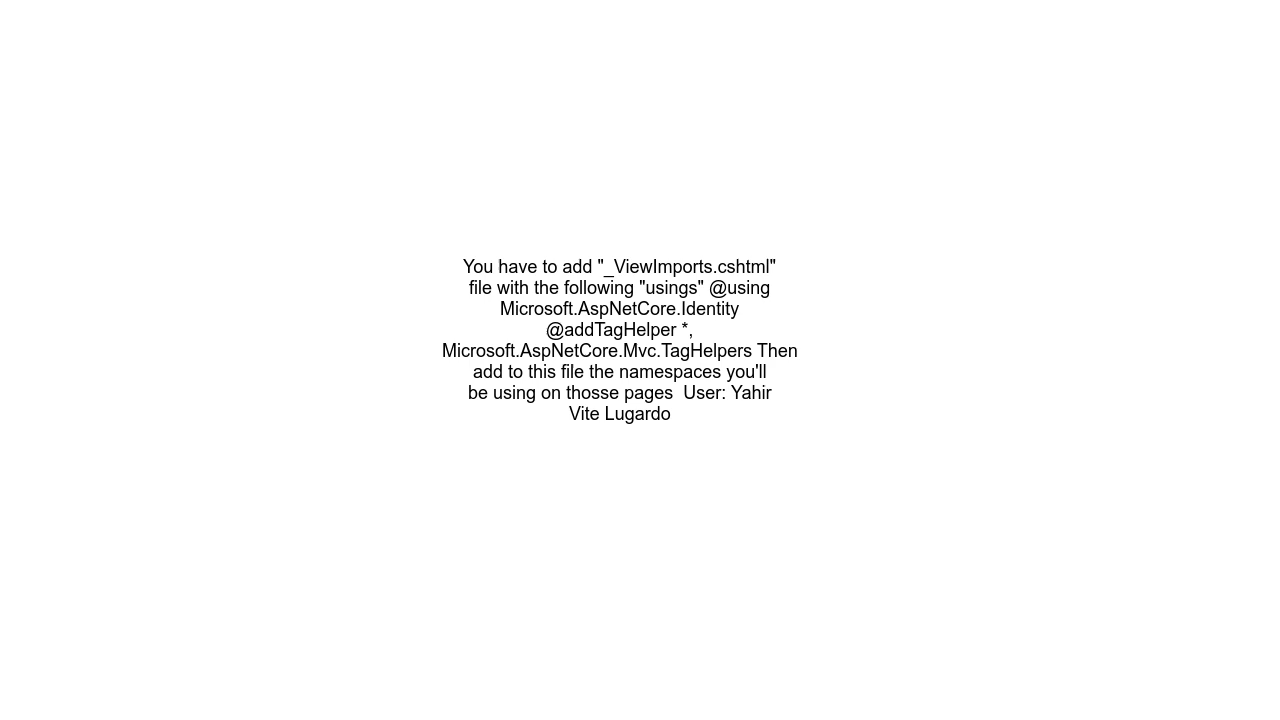 You have to add "_ViewImports.cshtml"
file with the following "usings" @using
Microsoft.AspNetCore.Identity
@addTagHelper *,
Microsoft.AspNetCore.Mvc.TagHelpers Then
add to this file the namespaces you'll
be using on thosse pages  User: Yahir
Vite Lugardo